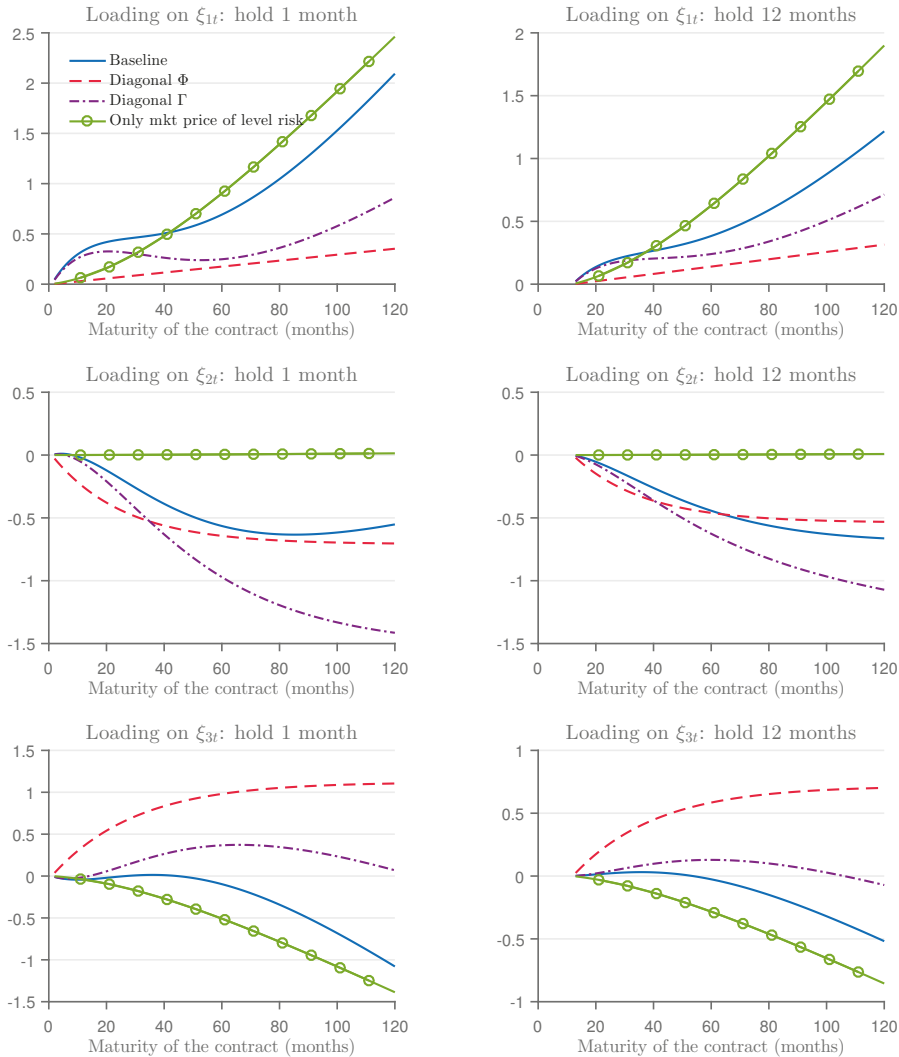 Loading on ξ1t: hold 1 month
2.5
2
1.5
1
0.5
0
Baseline
Diagonal Φ
Diagonal Γ
Only mkt price of level risk
0 20 40 60 80 100 120
Maturity of the contract (months)
Loading on ξ1t: hold 12 months
2
1.5
1
0.5
0
0 20 40 60 80 100 120
Maturity of the contract (months)
Loading on ξ2t: hold 1 month
0.5
0
-0.5
-1
-1.5
0 20 40 60 80 100 120
Maturity of the contract (months)
Loading on ξ2t: hold 12 months
0.5
0
-0.5
-1
-1.5
0 20 40 60 80 100 120
Maturity of the contract (months)
Loading on ξ3t: hold 1 month
1.5
1
0.5
0
-0.5
-1
-1.5
0 20 40 60 80 100 120
Maturity of the contract (months)
Loading on ξ3t: hold 12 months
1
0.5
0
-0.5
-1
0 20 40 60 80 100 120
Maturity of the contract (months)